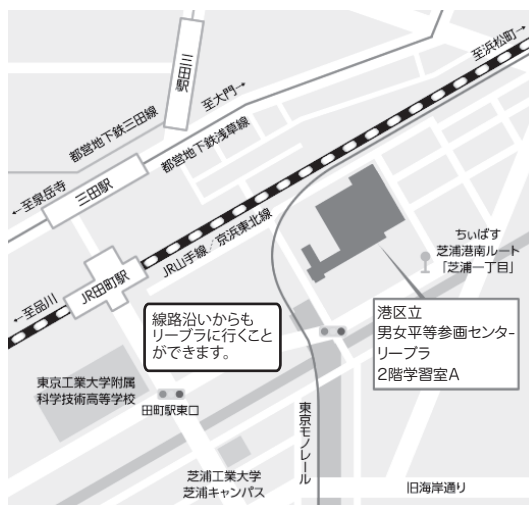 三田駅
至浜松町→
至大門→
都営地下鉄三田線
都営地下鉄浅草線
←至泉岳寺
三田駅
JR山手線／京浜東北線
JR田町駅
←至品川
ちぃばす
芝浦港南ルート
「芝浦一丁目」
線路沿いからも
リーブラに行くこと
ができます。
港区立
男女平等参画センター
リーブラ
2階学習室A
東京工業大学附属
科学技術高等学校
田町駅東口
東京モノレール
芝浦工業大学
芝浦キャンパス
旧海岸通り